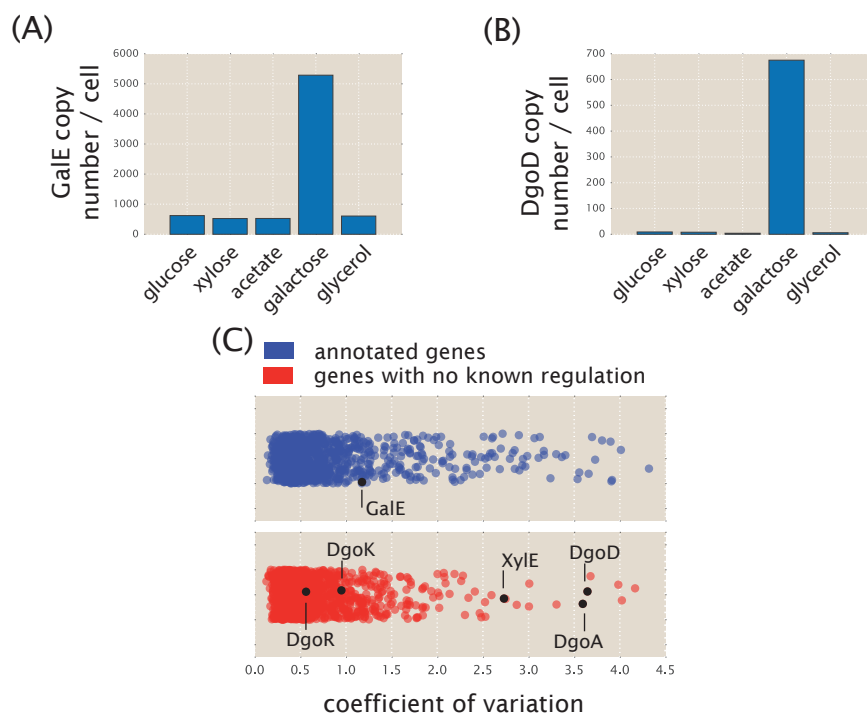 (A)
GalE copy
number / cell
6000
5000
4000
3000
2000
1000
0
glucose
xylose
acetate
galactose
glycerol
(B)
DgoD copy
number / cell
700
600
500
400
300
200
100
0
glucose
xylose
acetate
galactose
glycerol
(C)
annotated genes
genes with no known regulation
GalE
DgoK
XylE
DgoD
DgoR
DgoA
0.0 0.5 1.0 1.5 2.0 2.5 3.0 3.5 4.0 4.5
coefficient of variation